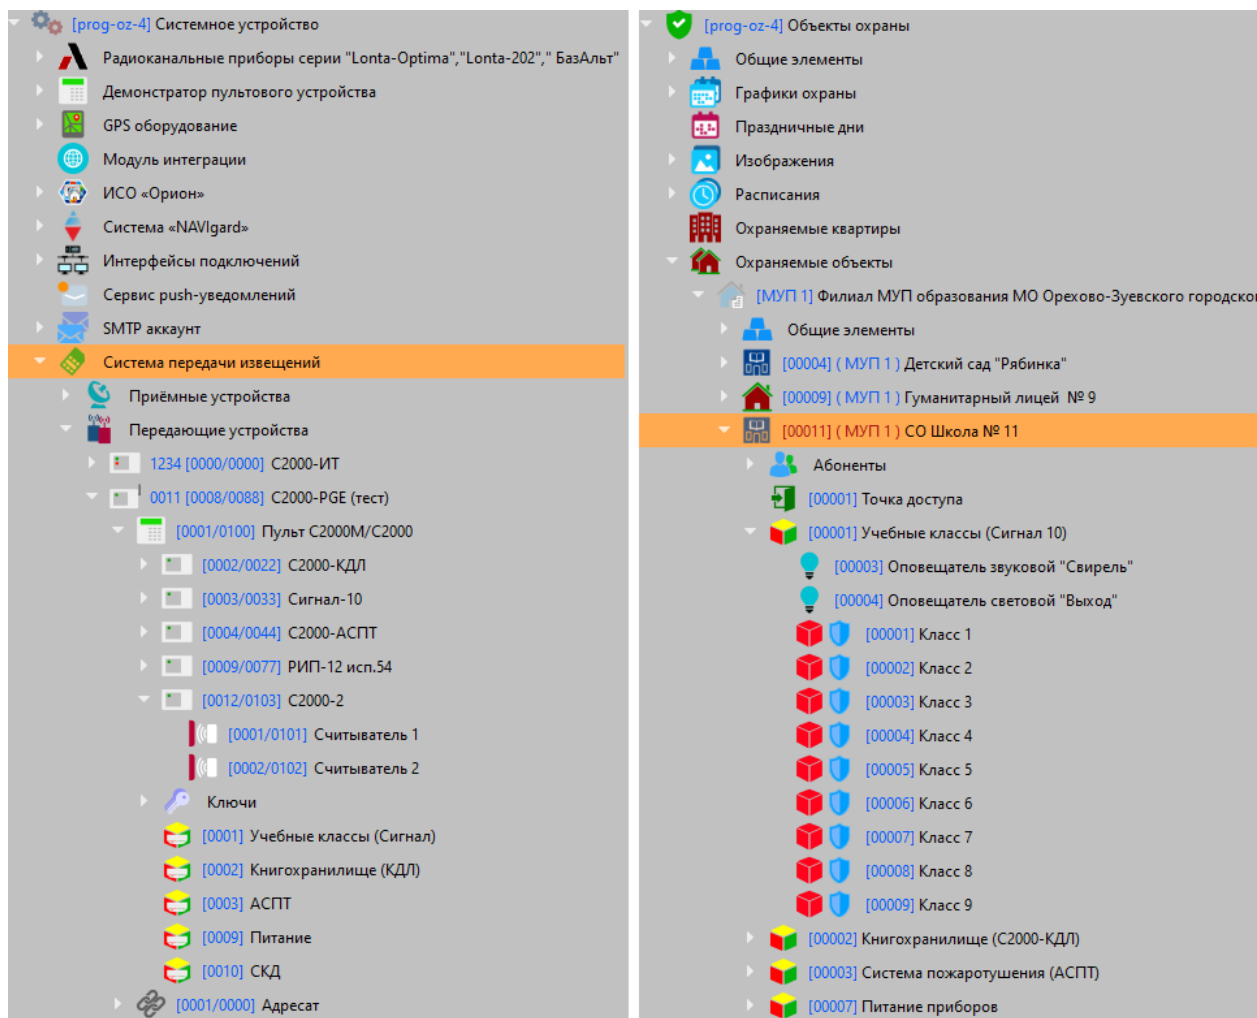 [prog-oz-4] Системное устройство
Радиоканальные приборы серии "Lonta-Optima","Lonta-202"," БазАльт"
Демонстратор пультового устройства
GPS оборудование
Модуль интеграции
ИСО «Орион»
Система «NAVIgard»
Интерфейсы подключений
Сервис push-уведомлений
SMTP аккаунт
Система передачи извещений
Приёмные устройства
Передающие устройства
1234 [0000/0000] С2000-ИТ
0011 [0008/0088] С2000-PGE (тест)
[0001/0100] Пульт С2000М/С2000
[0002/0022] С2000-КДЛ
[0003/0033] Сигнал-10
[0004/0044] С2000-АСПТ
[0009/0077] РИП-12 исп.54
[0012/0103] С2000-2
[0001/0101] Считыватель 1
[0002/0102] Считыватель 2
Ключи
[0001] Учебные классы (Сигнал)
[0002] Книгохранилище (КДЛ)
[0003] АСПТ
[0009] Питание
[0010] СКД
[0001/0000] Адресат
[prog-oz-4] Объекты охраны
Общие элементы
Графики охраны
Праздничные дни
Изображения
Расписания
Охраняемые квартиры
Охраняемые объекты
[МУП 1] Филиал МУП образования МО Орехово-Зуевского городско
Общие элементы
[00004] ( МУП 1 ) Детский сад "Рябинка"
[00009] ( МУП 1 ) Гуманитарный лицей № 9
[00011] ( МУП 1 ) СО Школа № 11
Абоненты
[00001] Точка доступа
[00001] Учебные классы (Сигнал 10)
[00003] Оповещатель звуковой "Свирель"
[00004] Оповещатель световой "Выход"
[00001] Класс 1
[00002] Класс 2
[00003] Класс 3
[00004] Класс 4
[00005] Класс 5
[00006] Класс 6
[00007] Класс 7
[00008] Класс 8
[00009] Класс 9
[00002] Книгохранилище (С2000-КДЛ)
[00003] Система пожаротушения (АСПТ)
[00007] Питание приборов